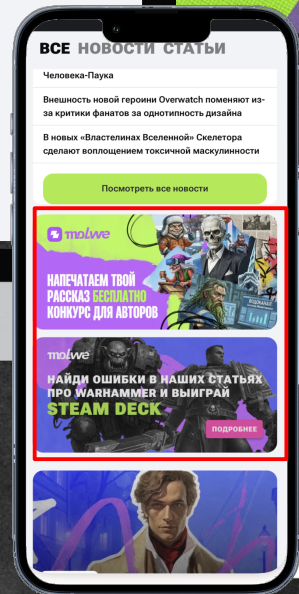 ВСЕ НОВОСТИ СТАТЬИ
Человека-Паука
Внешность новой героини Overwatch поменяют из-
за критики фанатов за однотипность дизайна
В новых «Властелинах Вселенной» Скелетора
сделают воплощением токсичной маскулинности
Посмотреть все новости
molwe
НАПЕЧАТАЕМ ТВОЙ
РАССКАЗ БЕСПЛАТНО
КОНКУРС ДЛЯ АВТОРОВ
molwe
НАЙДИ ОШИБКИ В НАШИХ СТАТЬЯХ
ПРО WARHAMMER И ВЫИГРАЙ
STEAM DECK
ПОДРОБНЕЕ